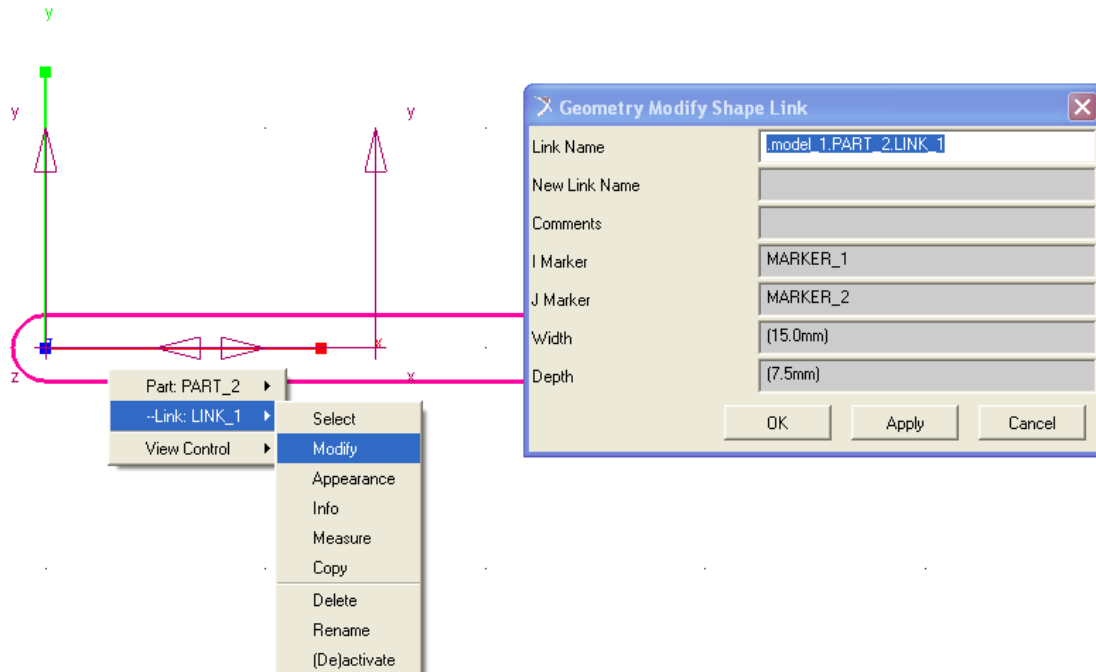 y
y
y
x
z
x
Part: PART_2
--Link: LINK_1
View Control
Select
Modify
Appearance
Info
Measure
Copy
Delete
Rename
(De)activate
Geometry Modify Shape Link
Link Name .model_1.PART_2.LINK_1
New Link Name
Comments
I Marker MARKER_1
J Marker MARKER_2
Width (15.0mm)
Depth (7.5mm)
OK Apply Cancel